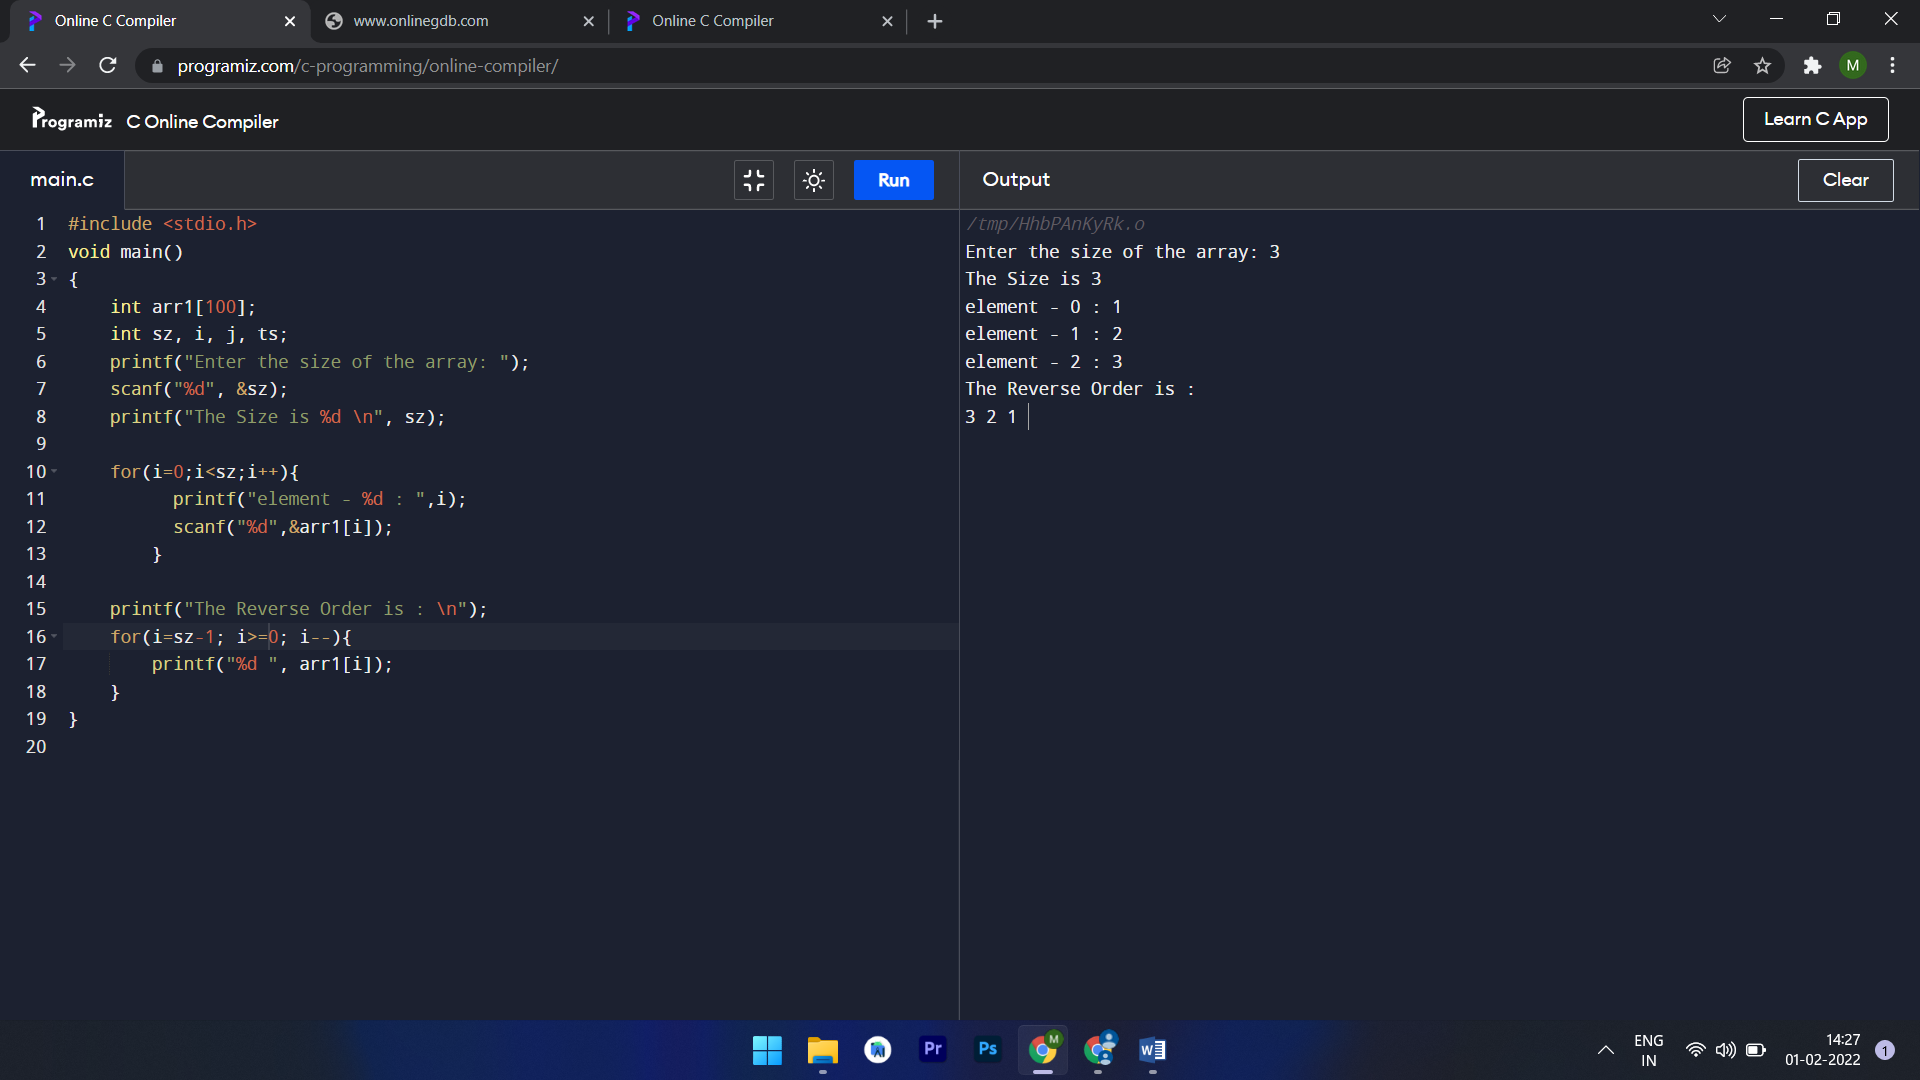 Online C Compiler
www.onlinegdb.com
Online C Compiler
programiz.com/c-programming/online-compiler/
M
Programiz C Online Compiler
Learn C App
main.c
Run
Output
Clear
1 #include <stdio.h>
2 void main()
3 {
4 int arr1[100];
5 int sz, i, j, ts;
6 printf("Enter the size of the array: ");
7 scanf("%d", &sz);
8 printf("The Size is %d \n", sz);
9
10 for(i=0;i<sz;i++){
11 printf("element - %d : ",i);
12 scanf("%d",&arr1[i]);
13 }
14
15 printf("The Reverse Order is : \n");
16 for(i=sz-1; i>=0; i--){
17 printf("%d ", arr1[i]);
18 }
19 }
20
/tmp/HhbPAnKyRk.o
Enter the size of the array: 3
The Size is 3
element - 0 : 1
element - 1 : 2
element - 2 : 3
The Reverse Order is :
3 2 1
Pr
Ps
M
W
ENG
IN
14:27
01-02-2022
1